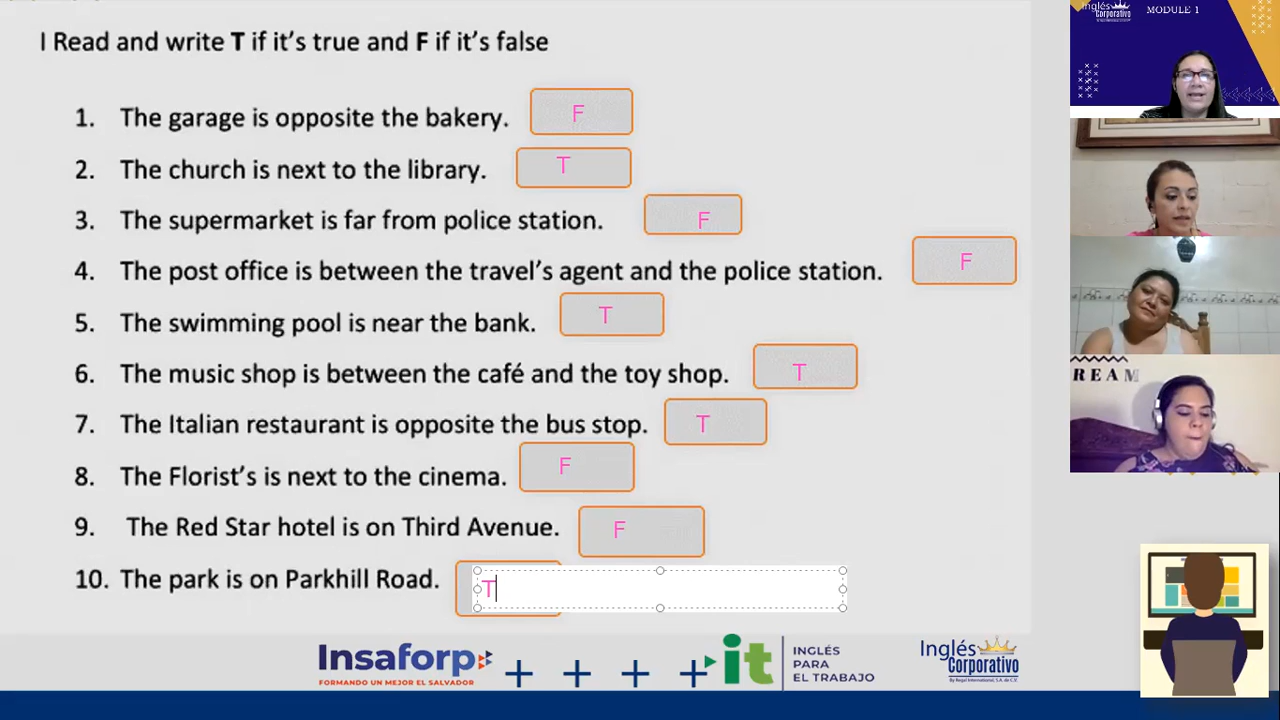 I Read and write T if it's true and F if it's false
1. The garage is opposite the bakery. F
2. The church is next to the library. T
3. The supermarket is far from police station. F
4. The post office is between the travel's agent and the police station. F
5. The swimming pool is near the bank. T
6. The music shop is between the café and the toy shop. T
7. The Italian restaurant is opposite the bus stop. T
8. The Florist's is next to the cinema. F
9. The Red Star hotel is on Third Avenue. F
10. The park is on Parkhill Road. T
Insaforp
FORMANDO UN MEJOR EL SALVADOR
it
INGLÉS
PARA
EL TRABAJO
Inglés
Corporativo
By Regal International, S.A. de C.V.
Inglés
Corporativo
MODULE 1
REAM